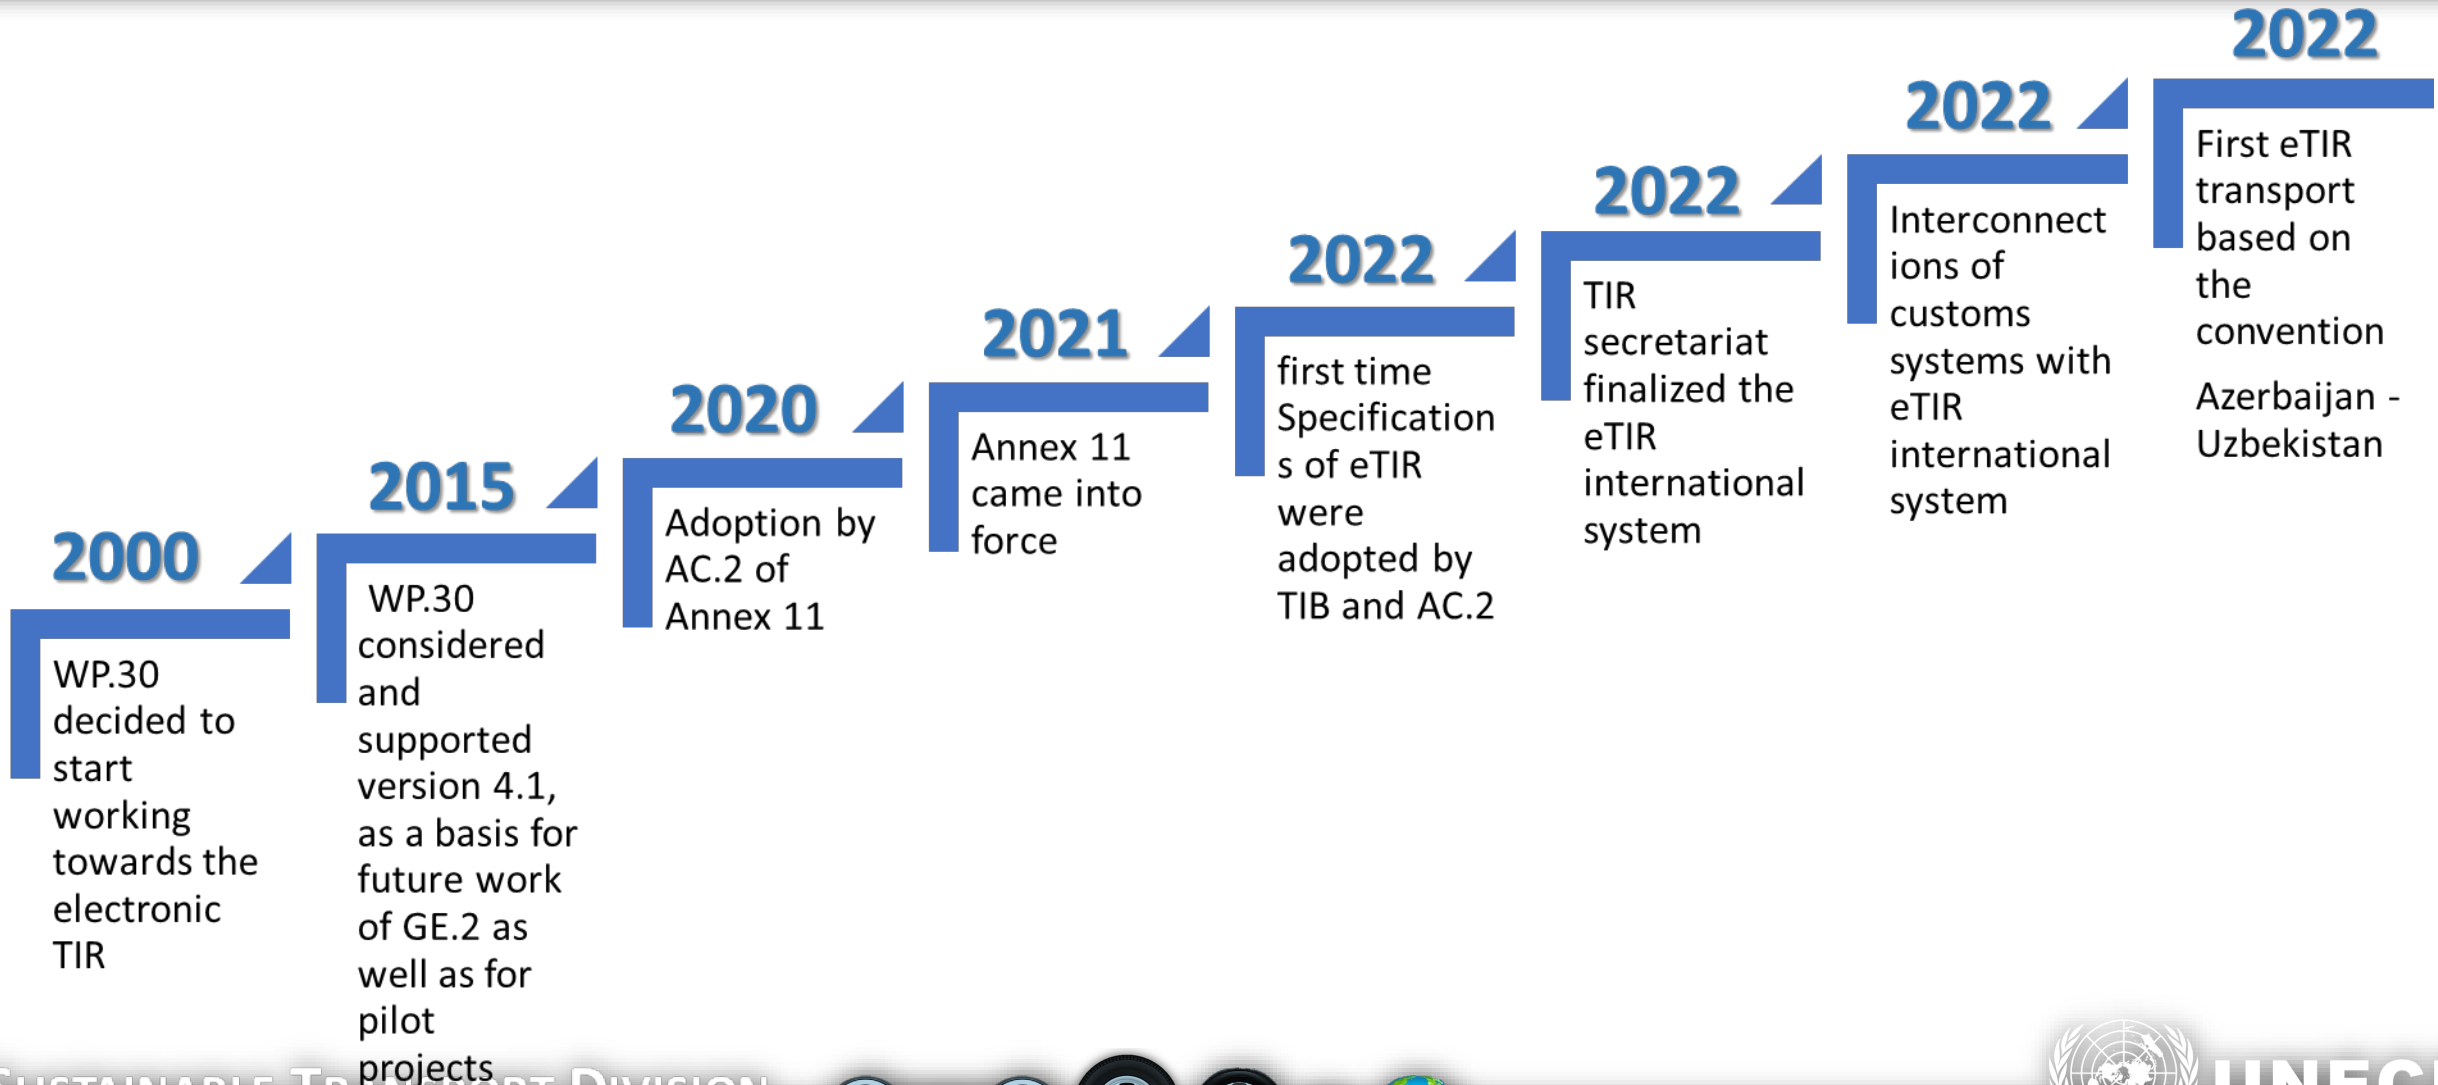 2000
WP.30
decided to
start
working
towards the
electronic
TIR
2015
WP.30
considered
and
supported
version 4.1,
as a basis for
future work
of GE.2 as
well as for
pilot
projects
2020
Adoption by
AC.2 of
Annex 11
2021
Annex 11
came into
force
2022
first time
Specification
s of eTIR
were
adopted by
TIB and AC.2
2022
TIR
secretariat
finalized the
eTIR
international
system
2022
Interconnect
ions of
customs
systems with
eTIR
international
system
2022
First eTIR
transport
based on
the
convention
Azerbaijan -
Uzbekistan
SUSTAINABLE TRANSPORT DIVISION